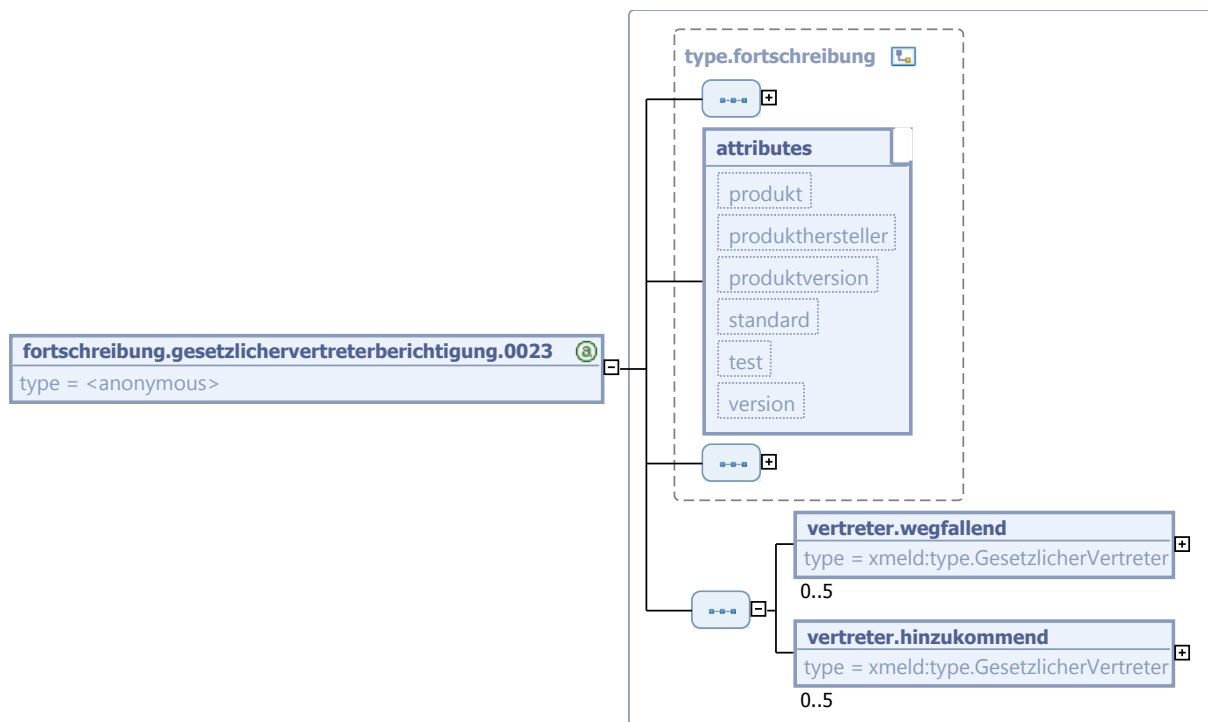 type.fortschreibung
attributes
produkt
produkthersteller
produktversion
standard
test
version
fortschreibung.gesetzlichervertreterberichtigung.0023
a
type = <anonymous>
vertreter.wegfallend
type = xmeld:type.GesetzlicherVertreter
0..5
vertreter.hinzukommend
type = xmeld:type.GesetzlicherVertreter
0..5